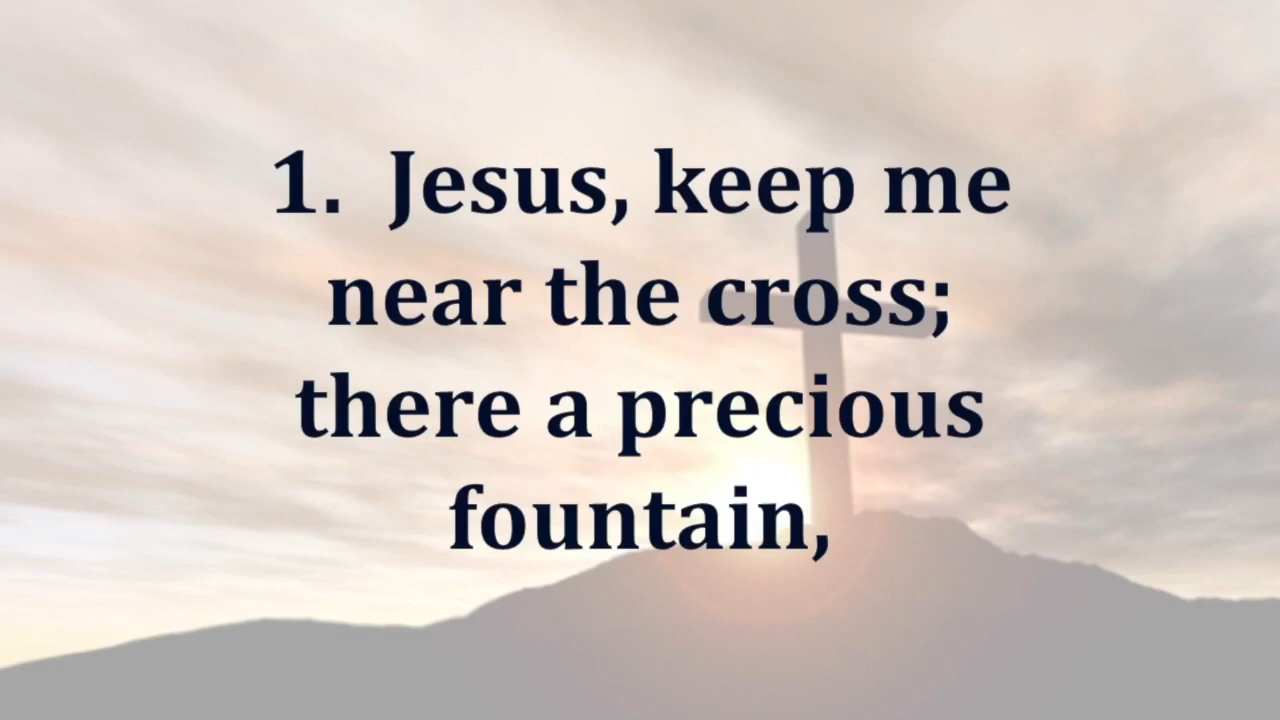 1. Jesus, keep me
near the cross;
there a precious
fountain,